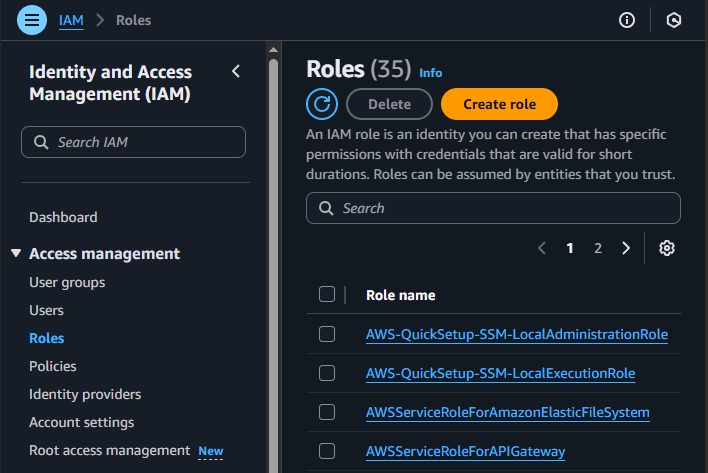 IAM > Roles
Identity and Access
Management (IAM)
Search IAM
Dashboard
Access management
User groups
Users
Roles
Policies
Identity providers
Account settings
Root access management New
Roles (35) Info
Delete Create role
An IAM role is an identity you can create that has specific
permissions with credentials that are valid for short
durations. Roles can be assumed by entities that you trust.
Search
1 2
Role name
AWS-QuickSetup-SSM-LocalAdministrationRole
AWS-QuickSetup-SSM-LocalExecutionRole
AWSServiceRoleForAmazonElasticFileSystem
AWSServiceRoleForAPIGateway